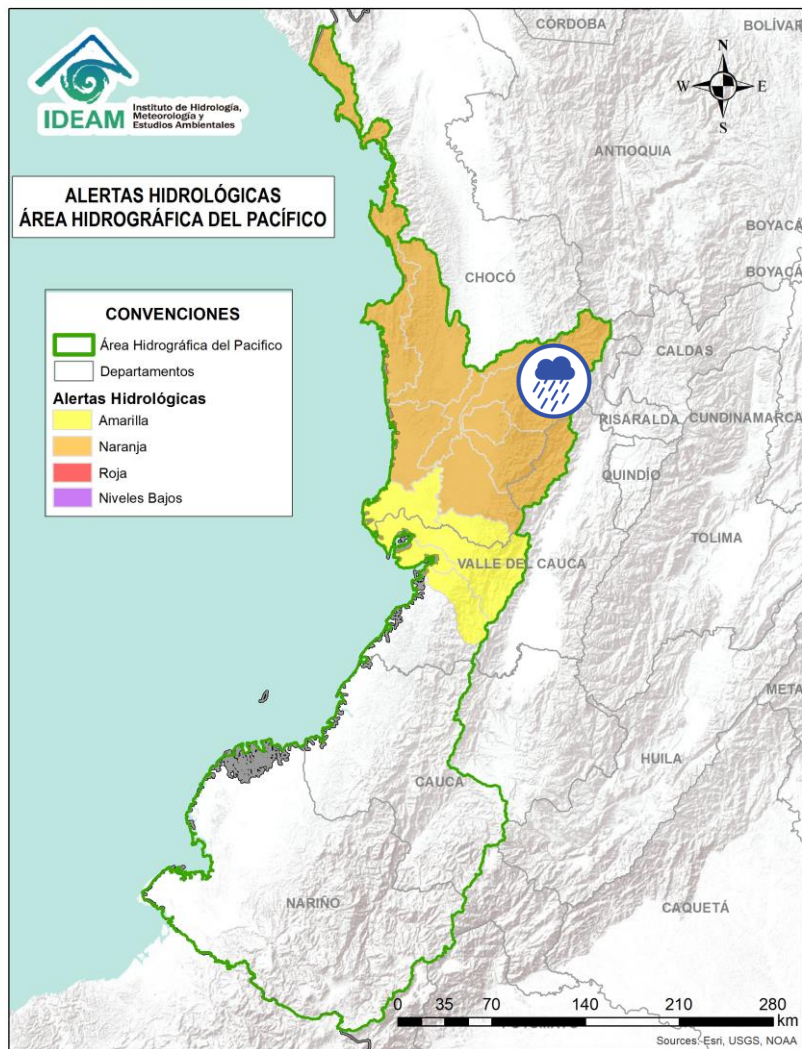 CÓRDOBA
BOLÍVAR
N
W
E
S
IDEAM
Instituto de Hidrología,
Meteorología y
Estudios Ambientales
ANTIOQUIA
ALERTAS HIDROLÓGICAS
ÁREA HIDROGRÁFICA DEL PACÍFICO
BOYACÁ
BOYACÁ
CHOCÓ
CONVENCIONES
Área Hidrográfica del Pacifico
Departamentos
Alertas Hidrológicas
Amarilla
Naranja
Roja
Niveles Bajos
CALDAS
RISARALDA
CUNDINAMARCA
QUINDÍO
TOLIMA
VALLE DEL CAUCA
META
HUILA
CAUCA
NARIÑO
CAQUETÁ
0 35 70 140 210 280
km
Sources: Esri, USGS, NOAA